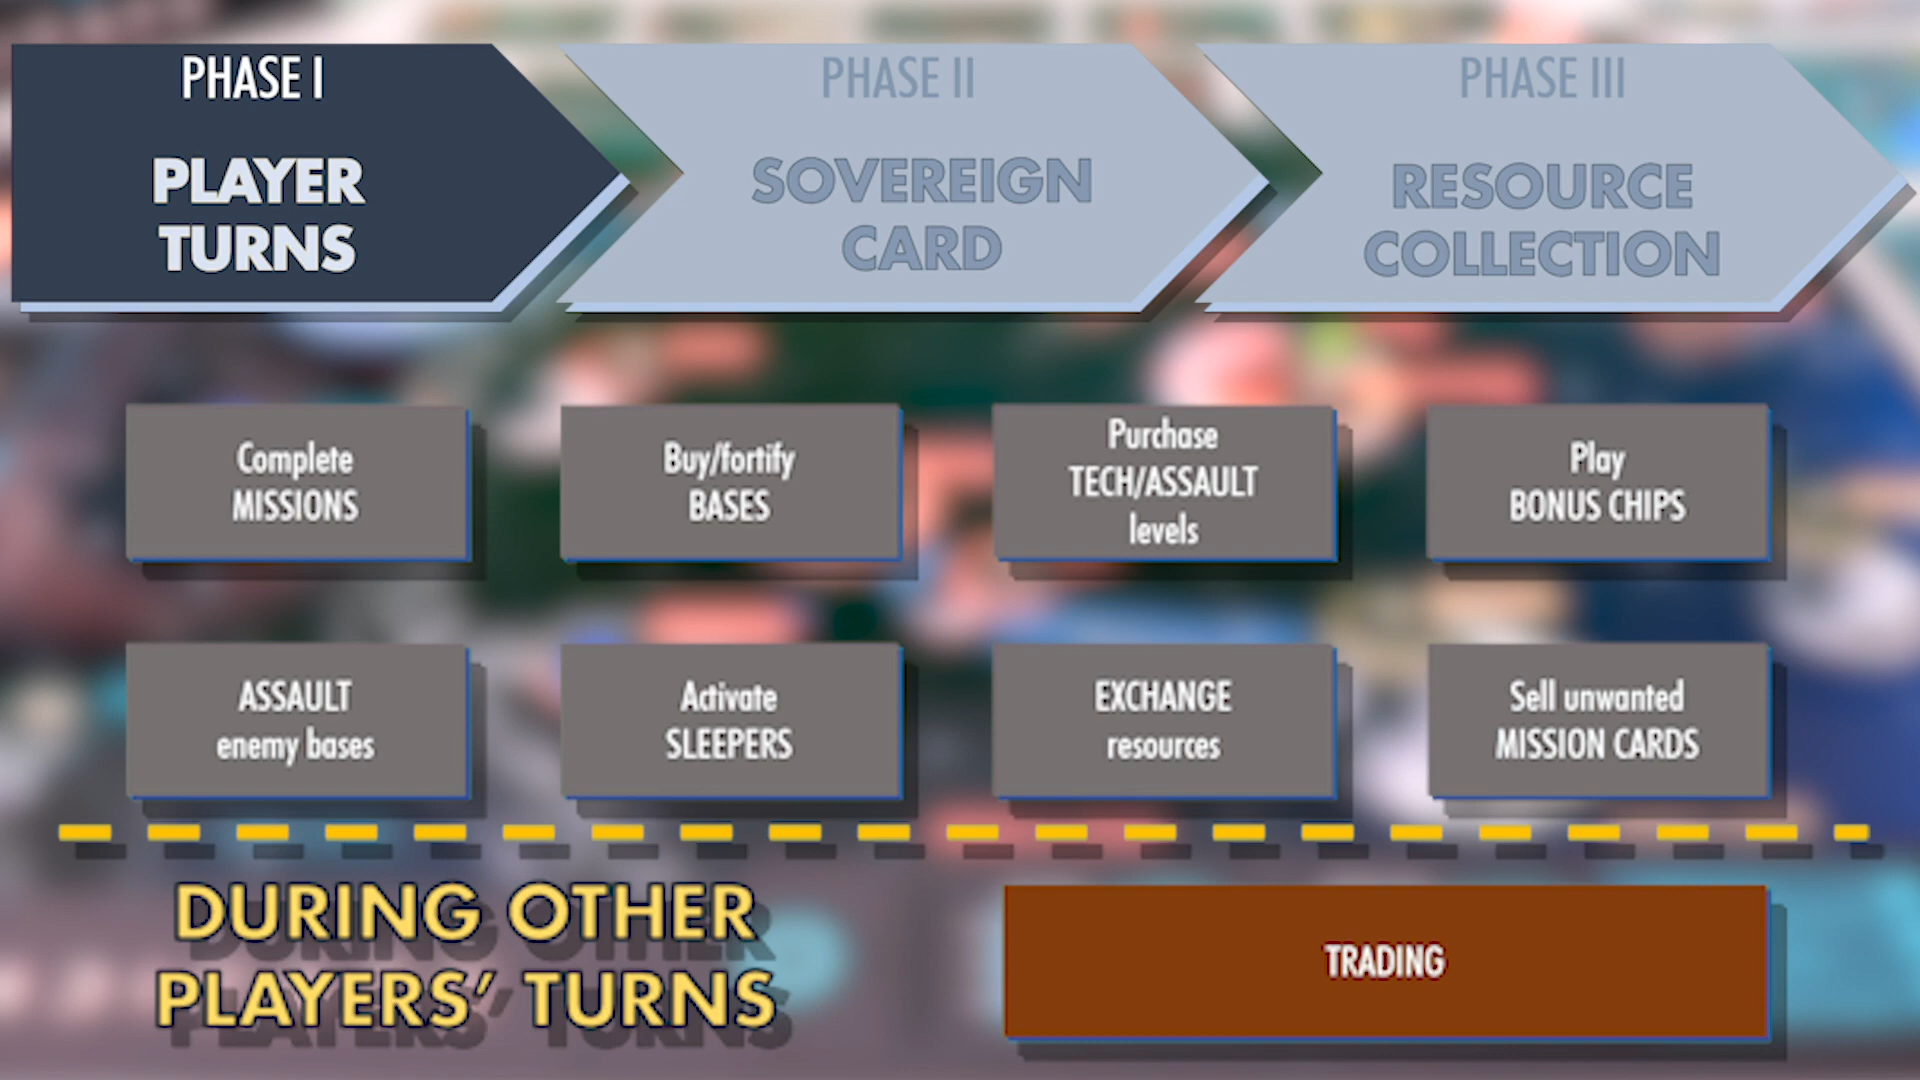 PHASE I
PLAYER
TURNS
PHASE II
SOVEREIGN
CARD
PHASE III
RESOURCE
COLLECTION
Complete
MISSIONS
Buy/fortify
BASES
Purchase
TECH/ASSAULT
levels
Play
BONUS CHIPS
ASSAULT
enemy bases
Activate
SLEEPERS
EXCHANGE
resources
Sell unwanted
MISSION CARDS
DURING OTHER
PLAYERS' TURNS
TRADING